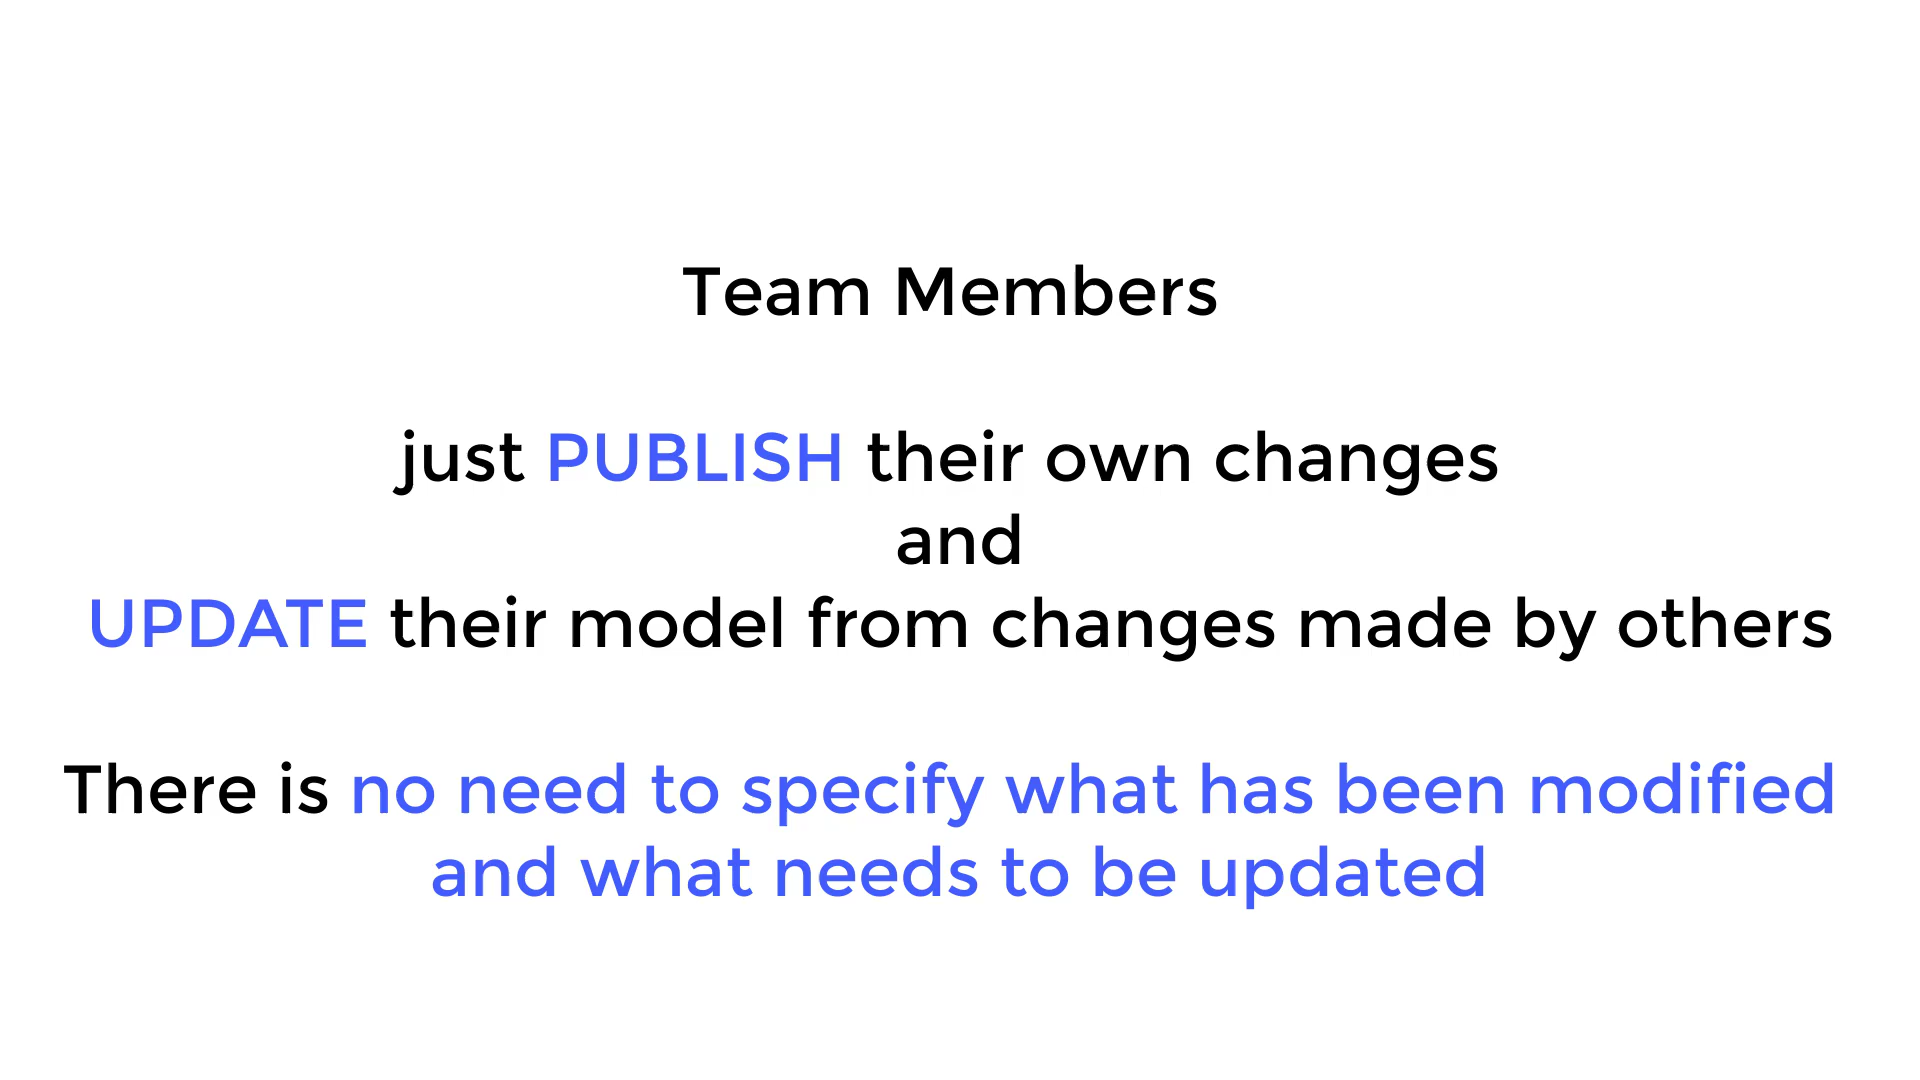 Team Members
just PUBLISH their own changes
and
UPDATE their model from changes made by others
There is no need to specify what has been modified
and what needs to be updated